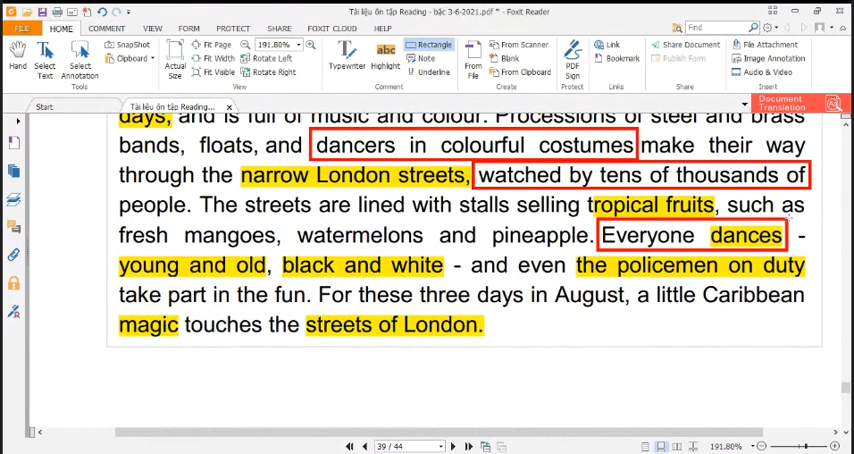 Tài liệu ôn tập Reading - bậc 3-6-2021.pdf * - Foxit Reader
FILE HOME COMMENT VIEW FORM PROTECT SHARE FOXIT CLOUD HELP Find
Hand Select Text Select Annotation SnapShot Clipboard Tools
Actual Size Fit Page Fit Width Fit Visible 191.80% Rotate Left Rotate Right View
Typewriter Highlight Rectangle Note Underline Comment
From File From Scanner Blank From Clipboard Create
PDF Sign Protect
Link Bookmark Links
Share Document Publish Form Share
File Attachment Image Annotation Audio & Video Insert
Start Tài liệu ôn tập Reading... Document Translation
days, and is full of music and colour. Processions of steel and brass
bands, floats, and dancers in colourful costumes make their way
through the narrow London streets, watched by tens of thousands of
people. The streets are lined with stalls selling tropical fruits, such as
fresh mangoes, watermelons and pineapple. Everyone dances -
young and old, black and white - and even the policemen on duty
take part in the fun. For these three days in August, a little Caribbean
magic touches the streets of London.
39 / 44 191.80%